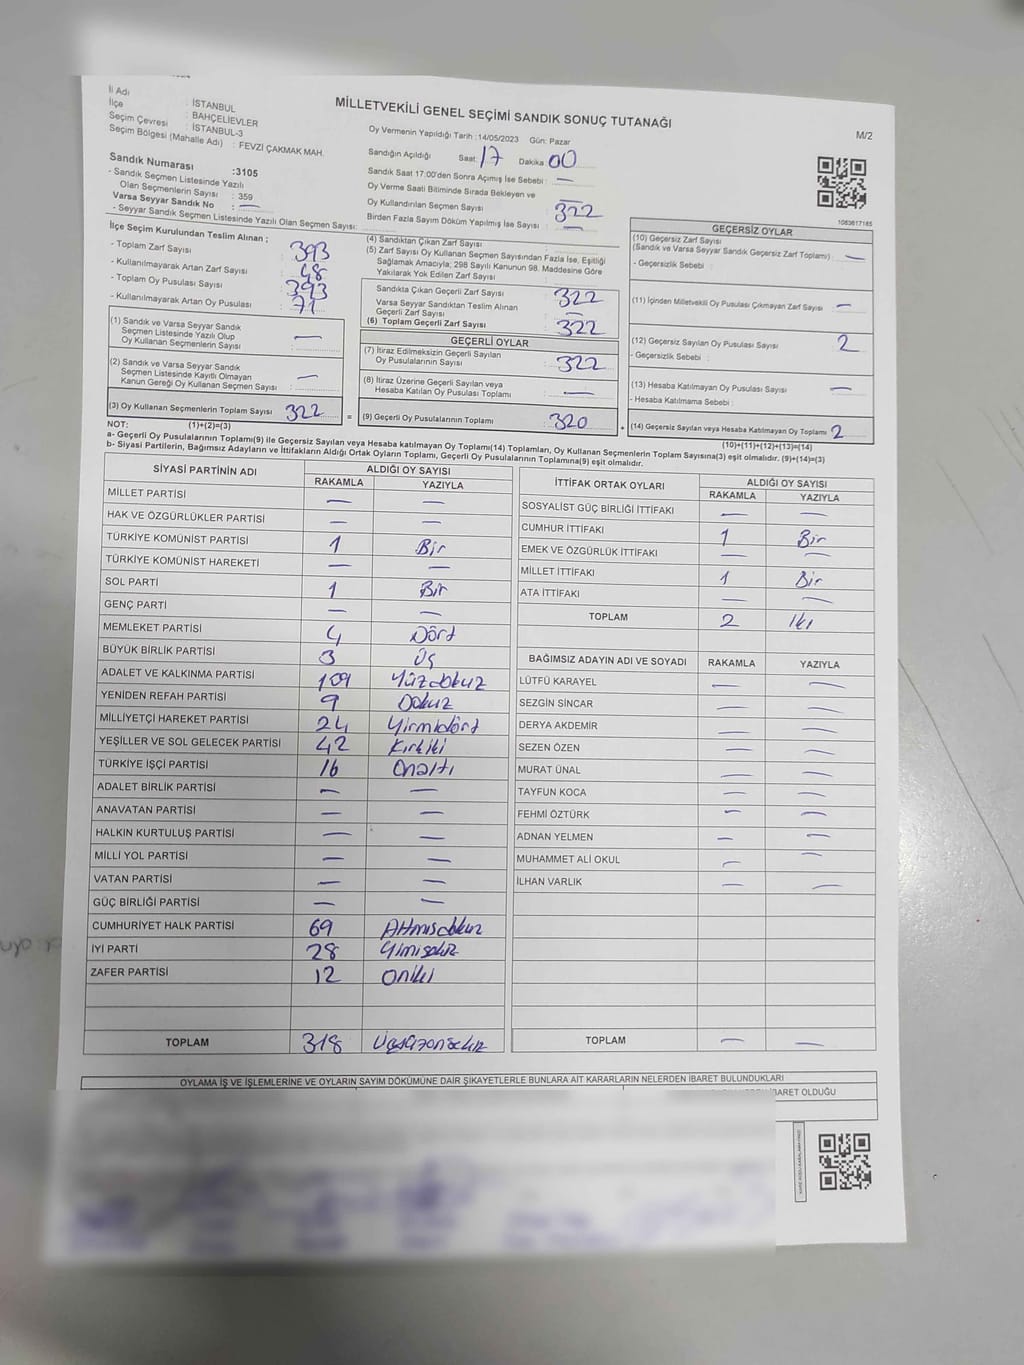 MİLLETVEKİLİ GENEL SEÇİMİ SANDIK SONUÇ TUTANAĞI
M/2
İl Adı : İSTANBUL
İlçe : BAHÇELİEVLER
Seçim Çevresi : İSTANBUL-3
Seçim Bölgesi (Mahalle Adı) : FEVZİ ÇAKMAK MAH.
Sandık Numarası :3105
- Sandık Seçmen Listesinde Yazılı
Olan Seçmenlerin Sayısı : 359
Varsa Seyyar Sandık No : —
- Seyyar Sandık Seçmen Listesinde Yazılı Olan Seçmen Sayısı:
Oy Vermenin Yapıldığı Tarih :14/05/2023 Gün: Pazar
Sandığın Açıldığı Saat: 17 Dakika: 00
Sandık Saat 17:00'den Sonra Açımış İse Sebebi : —
Oy Verme Saati Bitiminde Sırada Bekleyen ve
Oy Kullandırılan Seçmen Sayısı : —
322
Birden Fazla Sayım Döküm Yapılmış İse Sayısı : —
1083617165
İlçe Seçim Kurulundan Teslim Alınan ;
- Toplam Zarf Sayısı : 393
- Kullanılmayarak Artan Zarf Sayısı : 48
- Toplam Oy Pusulası Sayısı : 393
- Kullanılmayarak Artan Oy Pusulası : 71
(1) Sandık ve Varsa Seyyar Sandık
Seçmen Listesinde Yazılı Olup
Oy Kullanan Seçmenlerin Sayısı : —
(2) Sandık ve Varsa Seyyar Sandık
Seçmen Listesinde Kayıtlı Olmayan
Kanun Gereği Oy Kullanan Seçmen Sayısı : —
(3) Oy Kullanan Seçmenlerin Toplam Sayısı : 322 =
(4) Sandıktan Çıkan Zarf Sayısı :
(5) Zarf Sayısı Oy Kullanan Seçmen Sayısından Fazla İse, Eşitliği
Sağlamak Amacıyla; 298 Sayılı Kanunun 98. Maddesine Göre
Yakılarak Yok Edilen Zarf Sayısı :
Sandıkta Çıkan Geçerli Zarf Sayısı : 322
Varsa Seyyar Sandıktan Teslim Alınan
Geçerli Zarf Sayısı : —
(6) Toplam Geçerli Zarf Sayısı : 322
GEÇERLİ OYLAR
(7) İtiraz Edilmeksizin Geçerli Sayılan
Oy Pusulalarının Sayısı : 322
(8) İtiraz Üzerine Geçerli Sayılan veya
Hesaba Katılan Oy Pusulası Toplamı : —
(9) Geçerli Oy Pusulalarının Toplamı : 320 +
GEÇERSİZ OYLAR
(10) Geçersiz Zarf Sayısı
(Sandık ve Varsa Seyyar Sandık Geçersiz Zarf Toplamı) : —
- Geçersizlik Sebebi :
(11) İçinden Milletvekili Oy Pusulası Çıkmayan Zarf Sayısı : —
(12) Geçersiz Sayılan Oy Pusulası Sayısı : 2
- Geçersizlik Sebebi :
(13) Hesaba Katılmayan Oy Pusulası Sayısı : —
- Hesaba Katılmama Sebebi :
(14) Geçersiz Sayılan veya Hesaba Katılmayan Oy Pusulası Toplamı : 2
NOT: (1)+(2)=(3) (10)+(11)+(12)+(13)=(14)
a- Geçerli Oy Pusulalarının Toplamı(9) ile Geçersiz Sayılan veya Hesaba katılmayan Oy Toplamı(14) Toplamları, Oy Kullanan Seçmenlerin Toplam Sayısına(3) eşit olmalıdır. (9)+(14)=(3)
b- Siyasi Partilerin, Bağımsız Adayların ve İttifakların Aldığı Ortak Oyların Toplamı, Geçerli Oy Pusulalarının Toplamına(9) eşit olmalıdır.
SİYASİ PARTİNİN ADI ALDIĞI OY SAYISI
RAKAMLA YAZIYLA
MİLLET PARTİSİ — —
HAK VE ÖZGÜRLÜKLER PARTİSİ — —
TÜRKİYE KOMÜNİST PARTİSİ 1 Bir
TÜRKİYE KOMÜNİST HAREKETİ — —
SOL PARTİ 1 Bir
GENÇ PARTİ — —
MEMLEKET PARTİSİ 4 Dört
BÜYÜK BİRLİK PARTİSİ 3 Üç
ADALET VE KALKINMA PARTİSİ 109 Yüzdokuz
YENİDEN REFAH PARTİSİ 9 Dokuz
MİLLİYETÇİ HAREKET PARTİSİ 24 Yirmidört
YEŞİLLER VE SOL GELECEK PARTİSİ 42 Kırkiki
TÜRKİYE İŞÇİ PARTİSİ 16 Onaltı
ADALET BİRLİK PARTİSİ — —
ANAVATAN PARTİSİ — —
HALKIN KURTULUŞ PARTİSİ — —
MİLLİ YOL PARTİSİ — —
VATAN PARTİSİ — —
GÜÇ BİRLİĞİ PARTİSİ — —
CUMHURİYET HALK PARTİSİ 69 Altmışdokuz
İYİ PARTİ 28 Yirmisekiz
ZAFER PARTİSİ 12 Oniki
TOPLAM 318 Üçyüzonsekiz
İTTİFAK ORTAK OYLARI ALDIĞI OY SAYISI
RAKAMLA YAZIYLA
SOSYALİST GÜÇ BİRLİĞİ İTTİFAKI — —
CUMHUR İTTİFAKI 1 Bir
EMEK VE ÖZGÜRLÜK İTTİFAKI — —
MİLLET İTTİFAKI 1 Bir
ATA İTTİFAKI — —
TOPLAM 2 İki
BAĞIMSIZ ADAYIN ADI VE SOYADI RAKAMLA YAZIYLA
LÜTFÜ KARAYEL — —
SEZGİN SİNCAR — —
DERYA AKDEMİR — —
SEZEN ÖZEN — —
MURAT ÜNAL — —
TAYFUN KOCA — —
FEHMİ ÖZTÜRK — —
ADNAN YELMEN — —
MUHAMMET ALİ OKUL — —
İLHAN VARLIK — —
TOPLAM — —
OYLAMA İŞ VE İŞLEMLERİNE VE OYLARIN SAYIM DÖKÜMÜNE DAİR ŞİKAYETLERLE BUNLARA AİT KARARLARIN NELERDEN İBARET BULUNDUKLARI
İBARET OLDUĞU